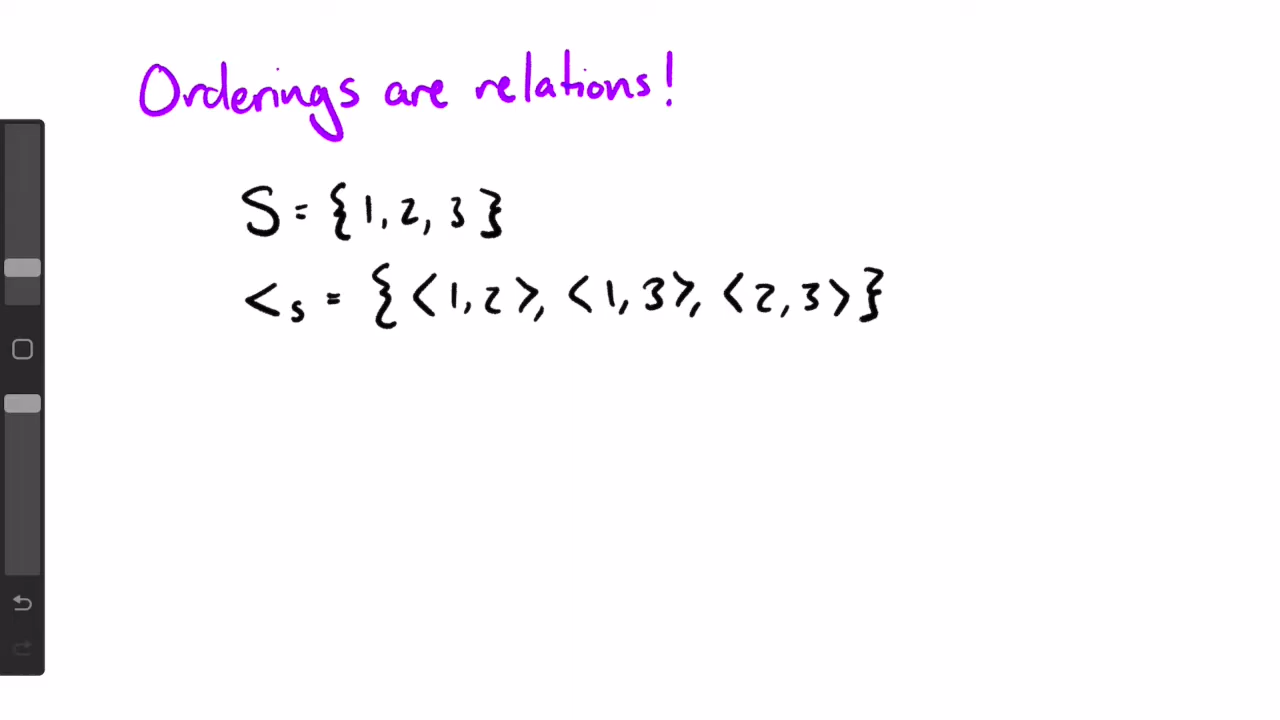 Orderings are relations!
S = {1, 2, 3}
<s = {<1, 2>, <1, 3>, <2, 3>}